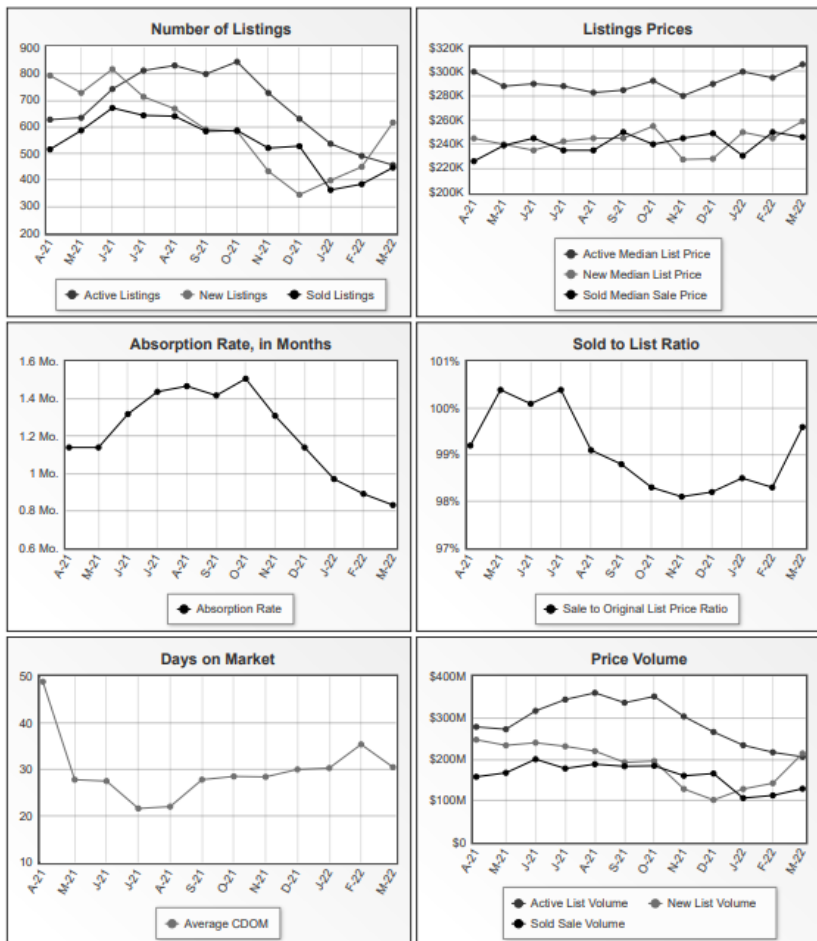 Number of Listings
900
800
700
600
500
400
300
200
A-21
M-21
J-21
J-21
A-21
S-21
O-21
N-21
D-21
J-22
F-22
M-22
Active Listings New Listings Sold Listings
Listings Prices
$320K
$300K
$280K
$260K
$240K
$220K
$200K
A-21
M-21
J-21
J-21
A-21
S-21
O-21
N-21
D-21
J-22
F-22
M-22
Active Median List Price
New Median List Price
Sold Median Sale Price
Absorption Rate, in Months
1.6 Mo.
1.4 Mo.
1.2 Mo.
1 Mo.
0.8 Mo.
0.6 Mo.
A-21
M-21
J-21
J-21
A-21
S-21
O-21
N-21
D-21
J-22
F-22
M-22
Absorption Rate
Sold to List Ratio
101%
100%
99%
98%
97%
A-21
M-21
J-21
J-21
A-21
S-21
O-21
N-21
D-21
J-22
F-22
M-22
Sale to Original List Price Ratio
Days on Market
50
40
30
20
10
A-21
M-21
J-21
J-21
A-21
S-21
O-21
N-21
D-21
J-22
F-22
M-22
Average CDOM
Price Volume
$400M
$300M
$200M
$100M
$0
A-21
M-21
J-21
J-21
A-21
S-21
O-21
N-21
D-21
J-22
F-22
M-22
Active List Volume New List Volume
Sold Sale Volume